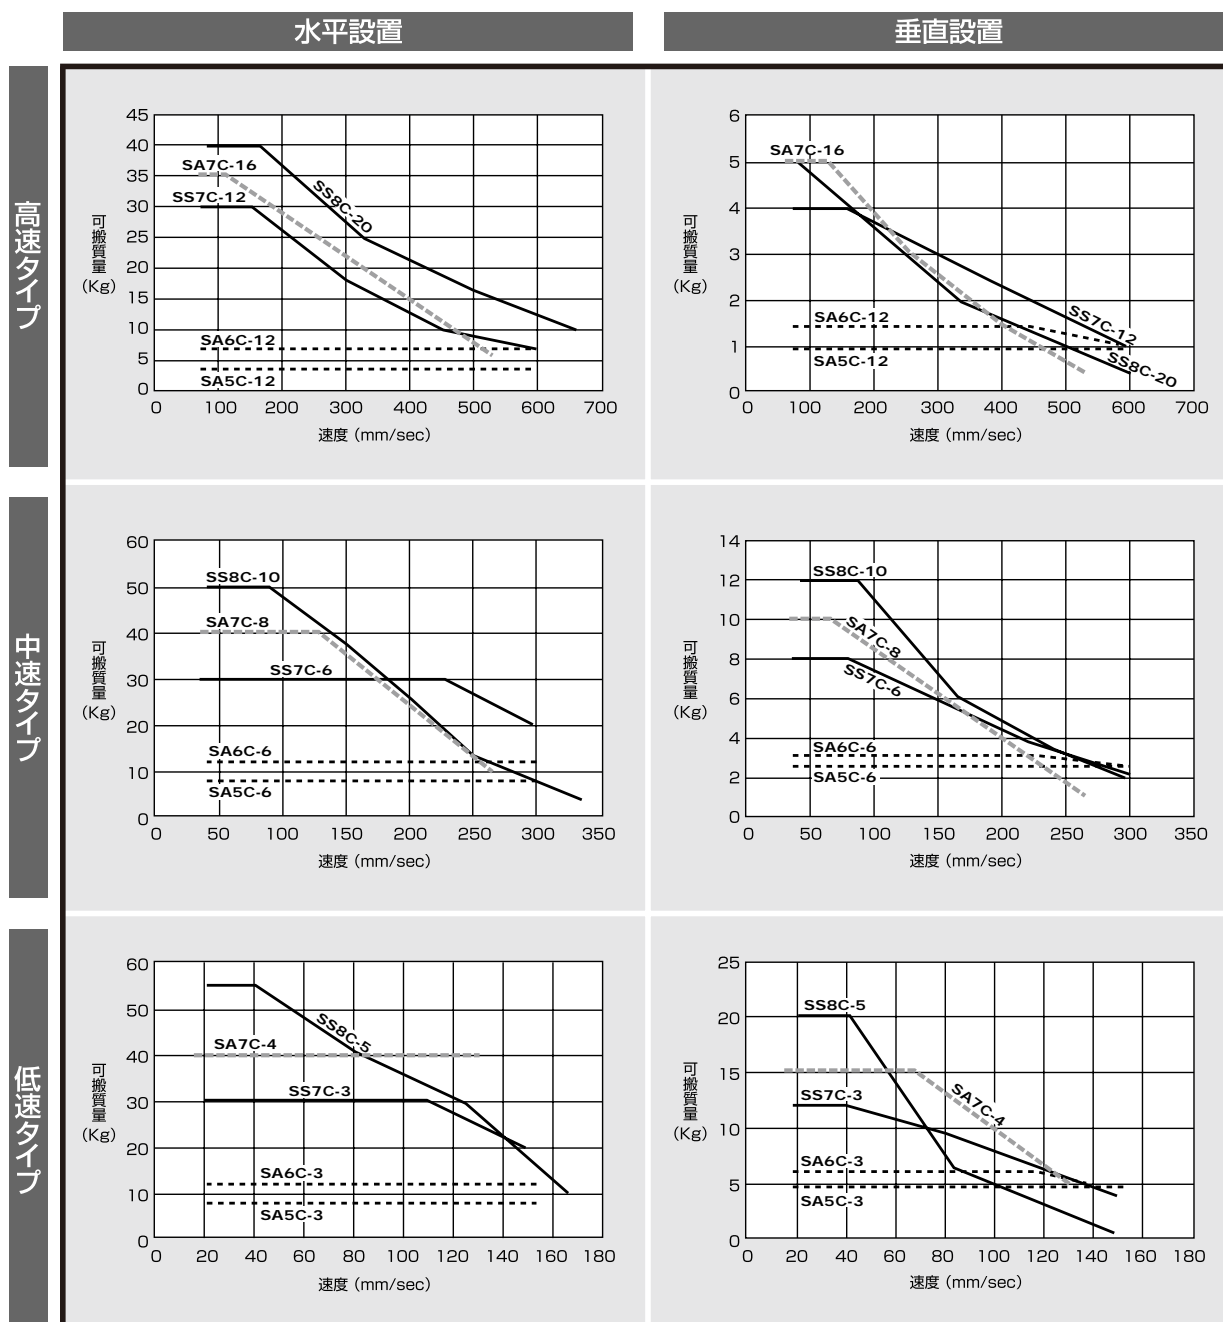 水平設置
垂直設置
高速タイプ
可搬質量
(Kg)
45
40
35
30
25
20
15
10
5
0
SA7C-16
SS7C-12
SS8C-20
SA6C-12
SA5C-12
0 100 200 300 400 500 600 700
速度 (mm/sec)
可搬質量
(Kg)
6
5
4
3
2
1
0
SA7C-16
SA6C-12
SA5C-12
SS7C-12
SS8C-20
0 100 200 300 400 500 600 700
速度 (mm/sec)
中速タイプ
可搬質量
(Kg)
60
50
40
30
20
10
0
SS8C-10
SA7C-8
SS7C-6
SA6C-6
SA5C-6
0 50 100 150 200 250 300 350
速度 (mm/sec)
可搬質量
(Kg)
14
12
10
8
6
4
2
0
SS8C-10
SA7C-8
SS7C-6
SA6C-6
SA5C-6
0 50 100 150 200 250 300 350
速度 (mm/sec)
低速タイプ
可搬質量
(Kg)
60
50
40
30
20
10
0
SS8C-5
SA7C-4
SS7C-3
SA6C-3
SA5C-3
0 20 40 60 80 100 120 140 160 180
速度 (mm/sec)
可搬質量
(Kg)
25
20
15
10
5
0
SS8C-5
SS7C-3
SA7C-4
SA6C-3
SA5C-3
0 20 40 60 80 100 120 140 160 180
速度 (mm/sec)